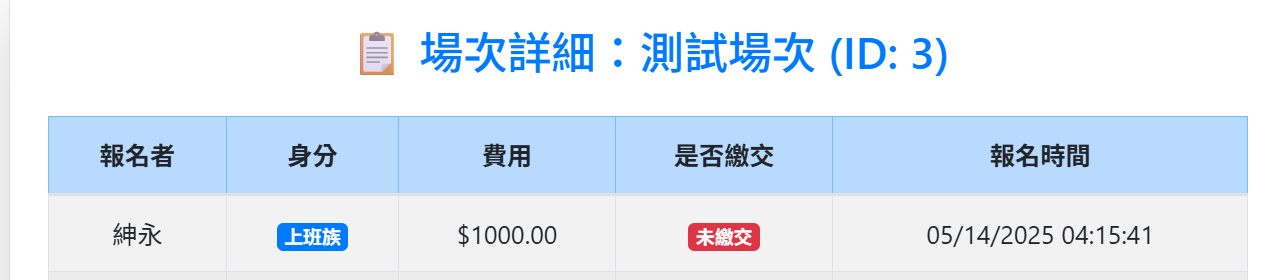 場次詳細：測試場次 (ID: 3)
報名者 身分 費用 是否繳交 報名時間
紳永 上班族 $1000.00 未繳交 05/14/2025 04:15:41